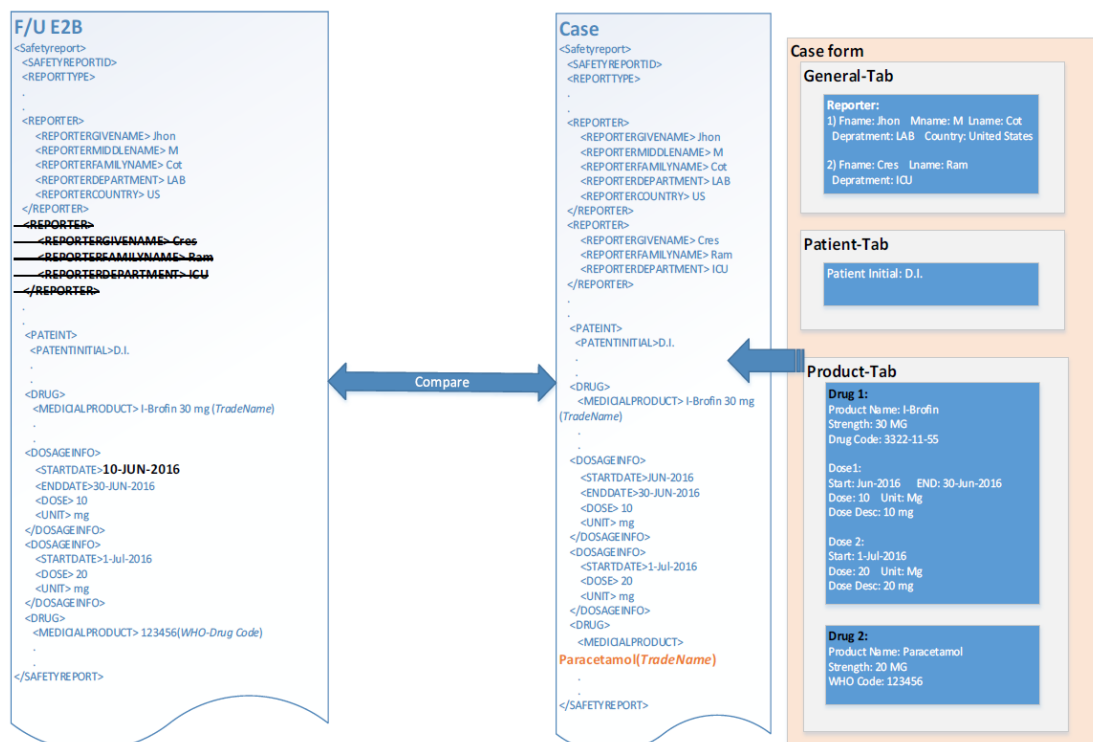 F/U E2B
<Safetyreport>
<SAFETYREPORTID>
<REPORTTYPE>
.
.
<REPORTER>
<REPORTERGIVENAME> Jhon
<REPORTERMIDDLENAME> M
<REPORTERFAMILYNAME> Cot
<REPORTERDEPARTMENT> LAB
<REPORTERCOUNTRY> US
</REPORTER>
<REPORTER>
<REPORTERGIVENAME> Cres
<REPORTERFAMILYNAME> Ram
<REPORTERDEPARTMENT> ICU
</REPORTER>
.
.
<PATEINT>
<PATENTINITIAL>D.I.
.
.
<DRUG>
<MEDICIALPRODUCT> I-Brofin 30 mg (TradeName)
.
.
<DOSAGEINFO>
<STARTDATE>10-JUN-2016
<ENDDATE>30-JUN-2016
<DOSE> 10
<UNIT> mg
</DOSAGEINFO>
<DOSAGEINFO>
<STARTDATE>1-Jul-2016
<DOSE> 20
<UNIT> mg
</DOSAGEINFO>
<DRUG>
<MEDICIALPRODUCT> 123456(WHO-Drug Code)
.
.
</SAFETYREPORT>
Compare
Case
<Safetyreport>
<SAFETYREPORTID>
<REPORTTYPE>
.
.
<REPORTER>
<REPORTERGIVENAME> Jhon
<REPORTERMIDDLENAME> M
<REPORTERFAMILYNAME> Cot
<REPORTERDEPARTMENT> LAB
<REPORTERCOUNTRY> US
</REPORTER>
<REPORTER>
<REPORTERGIVENAME> Cres
<REPORTERFAMILYNAME> Ram
<REPORTERDEPARTMENT> ICU
</REPORTER>
.
.
<PATEINT>
<PATENTINITIAL>D.I.
.
.
<DRUG>
<MEDICIALPRODUCT> I-Brofin 30 mg
(TradeName)
.
.
<DOSAGEINFO>
<STARTDATE>JUN-2016
<ENDDATE>30-JUN-2016
<DOSE> 10
<UNIT> mg
</DOSAGEINFO>
<DOSAGEINFO>
<STARTDATE>1-Jul-2016
<DOSE> 20
<UNIT> mg
</DOSAGEINFO>
<DRUG>
<MEDICIALPRODUCT>
Paracetamol(TradeName)
.
.
</SAFETYREPORT>
Case form
General-Tab
Reporter:
1) Fname: Jhon Mname: M Lname: Cot
Depratment: LAB Country: United States
2) Fname: Cres Lname: Ram
Depratment: ICU
Patient-Tab
Patient Initial: D.I.
Product-Tab
Drug 1:
Product Name: I-Brofin
Strength: 30 MG
Drug Code: 3322-11-55
Dose1:
Start: Jun-2016 END: 30-Jun-2016
Dose: 10 Unit: Mg
Dose Desc: 10 mg
Dose 2:
Start: 1-Jul-2016
Dose: 20 Unit: Mg
Dose Desc: 20 mg
Drug 2:
Product Name: Paracetamol
Strength: 20 MG
WHO Code: 123456